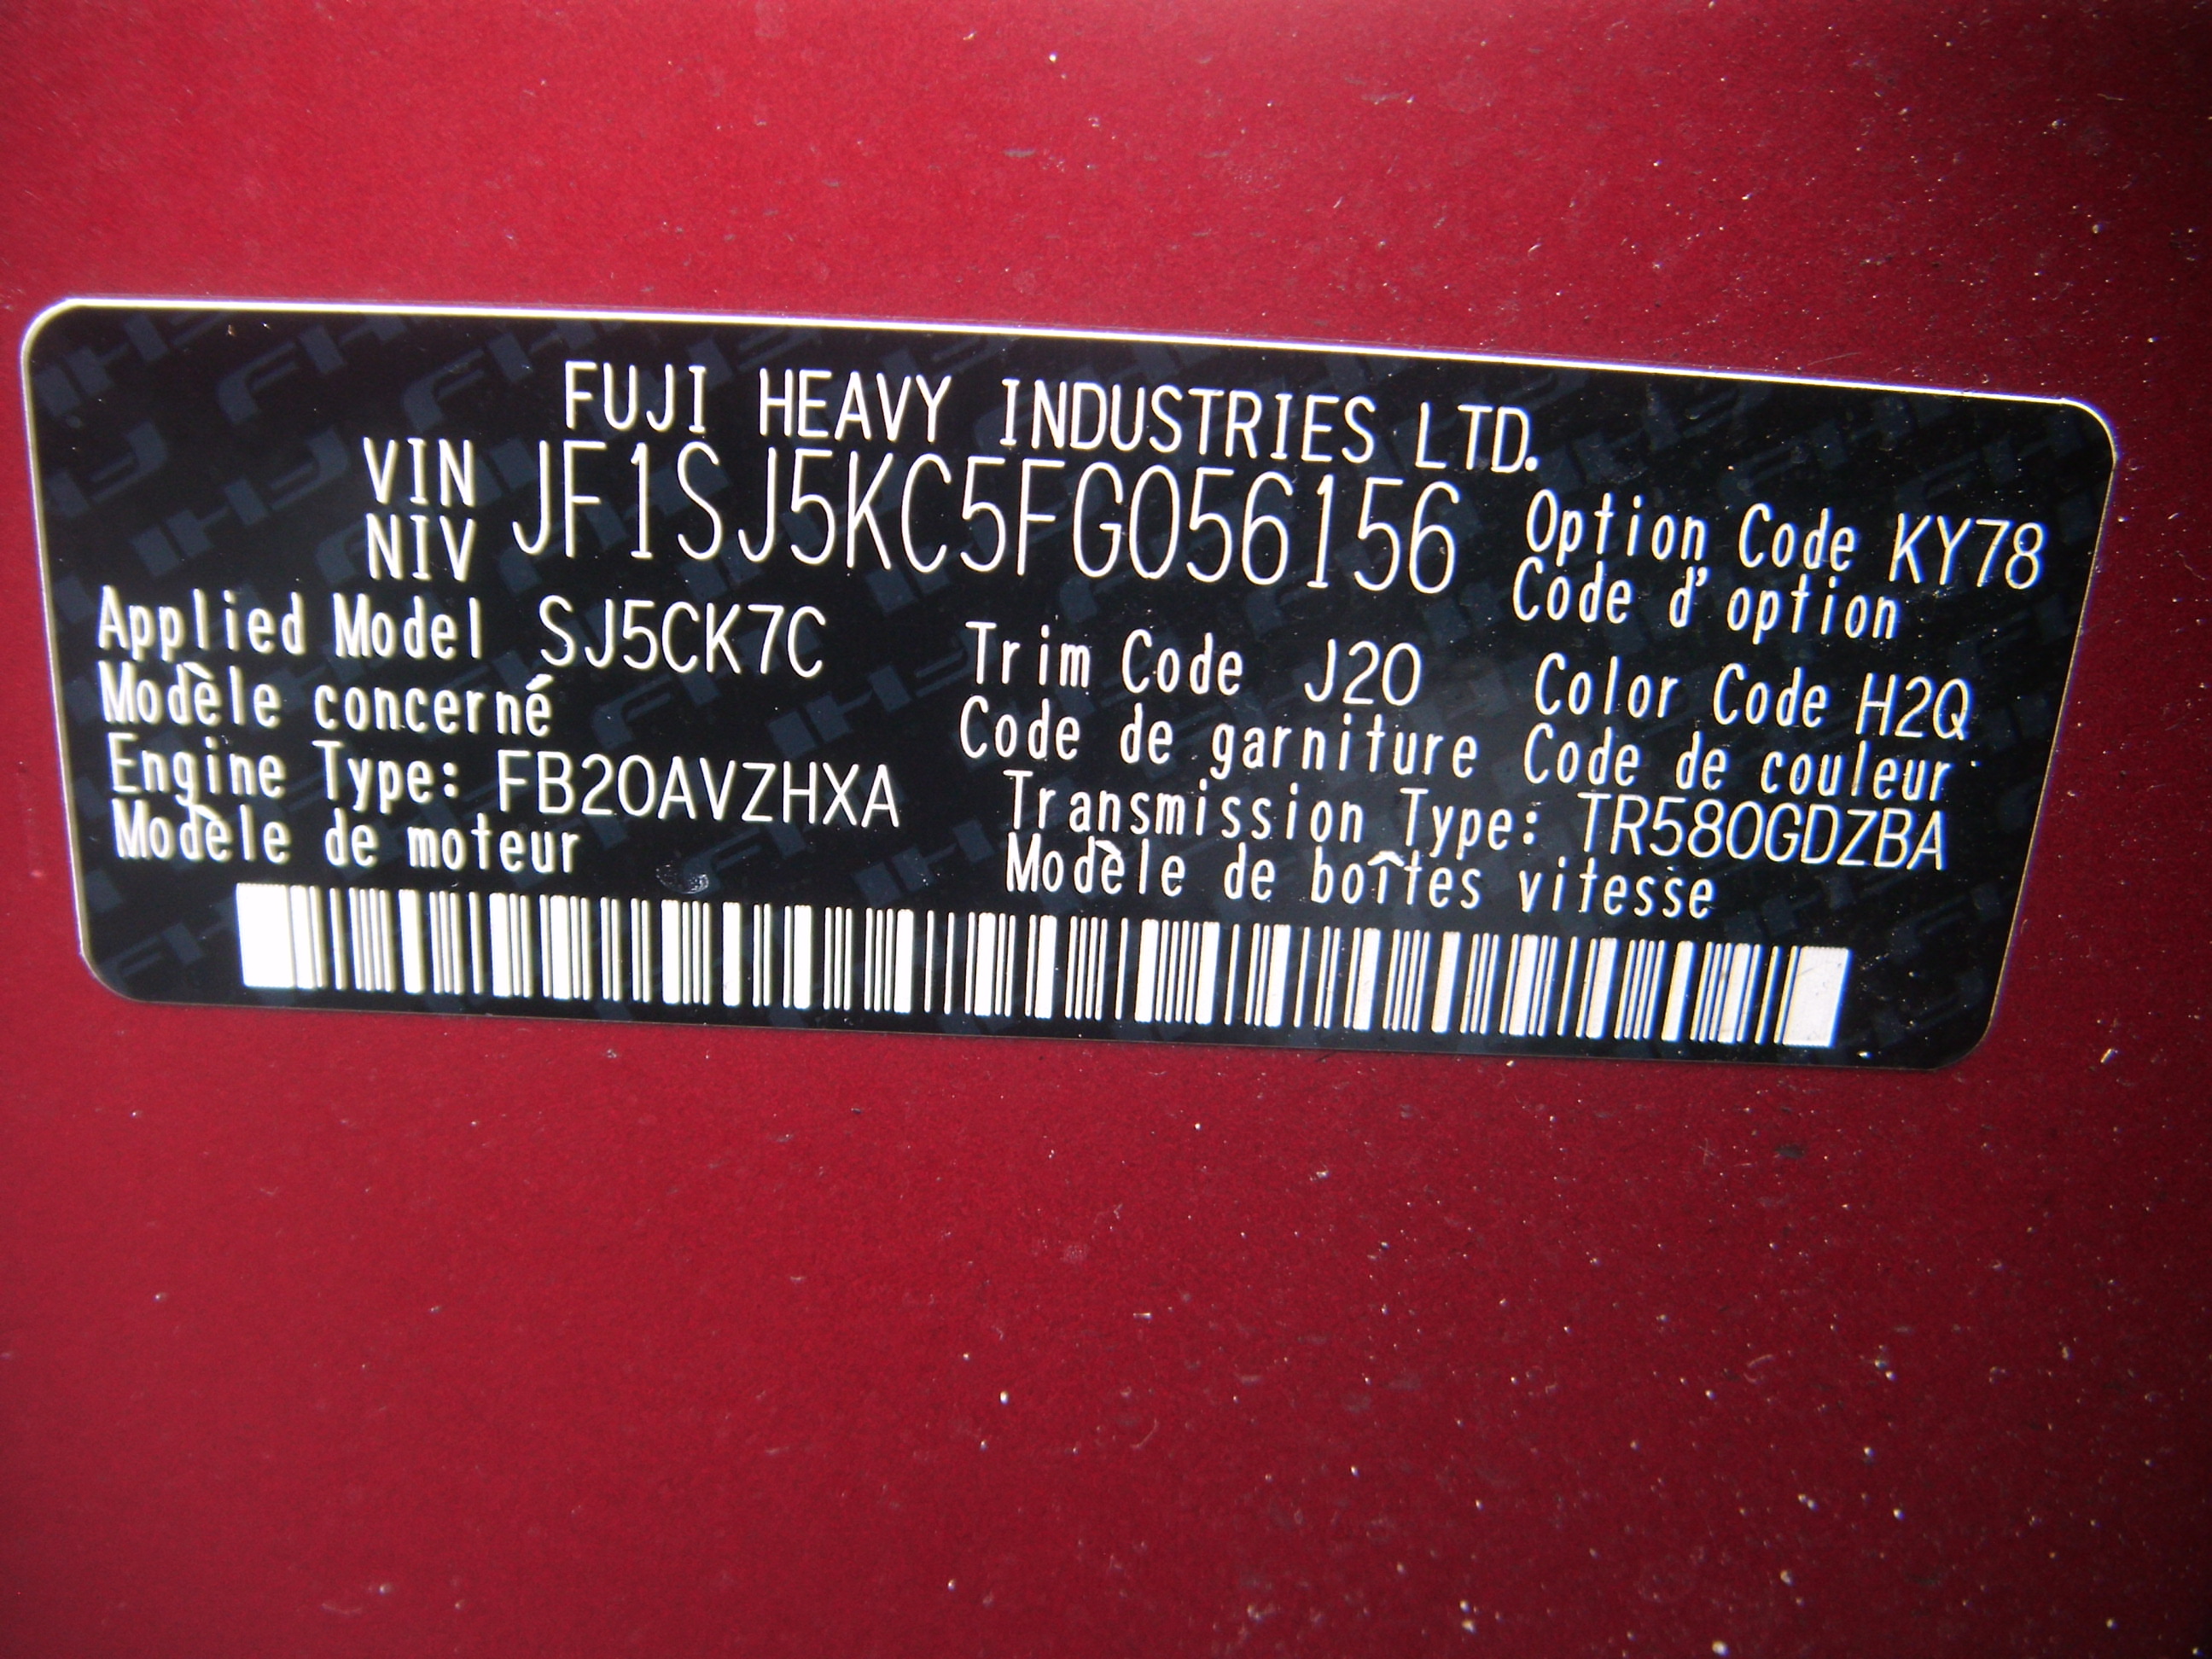 FUJI HEAVY INDUSTRIES LTD.
VIN JF1SJ5KC5FG056156 Option Code KY78
NIV Code d'option
Applied Model SJ5CK7C Trim Code J20 Color Code H2Q
Modèle concerné Code de garniture Code de couleur
Engine Type: FB20AVZHXA Transmission Type: TR580GDZBA
Modèle de moteur Modèle de boîtes vitesse